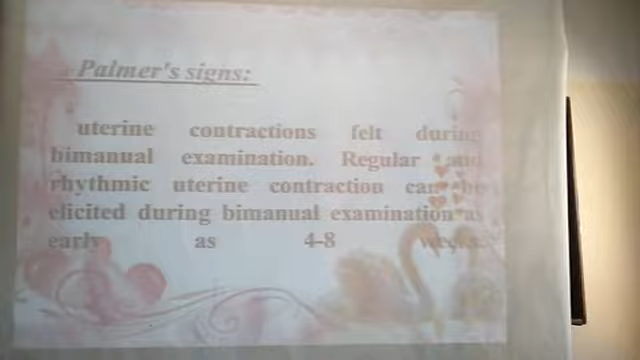 Palmer's signs:
uterine contractions felt during
bimanual examination. Regular and
rhythmic uterine contraction can be
elicited during bimanual examination as
early as 4-8 weeks.